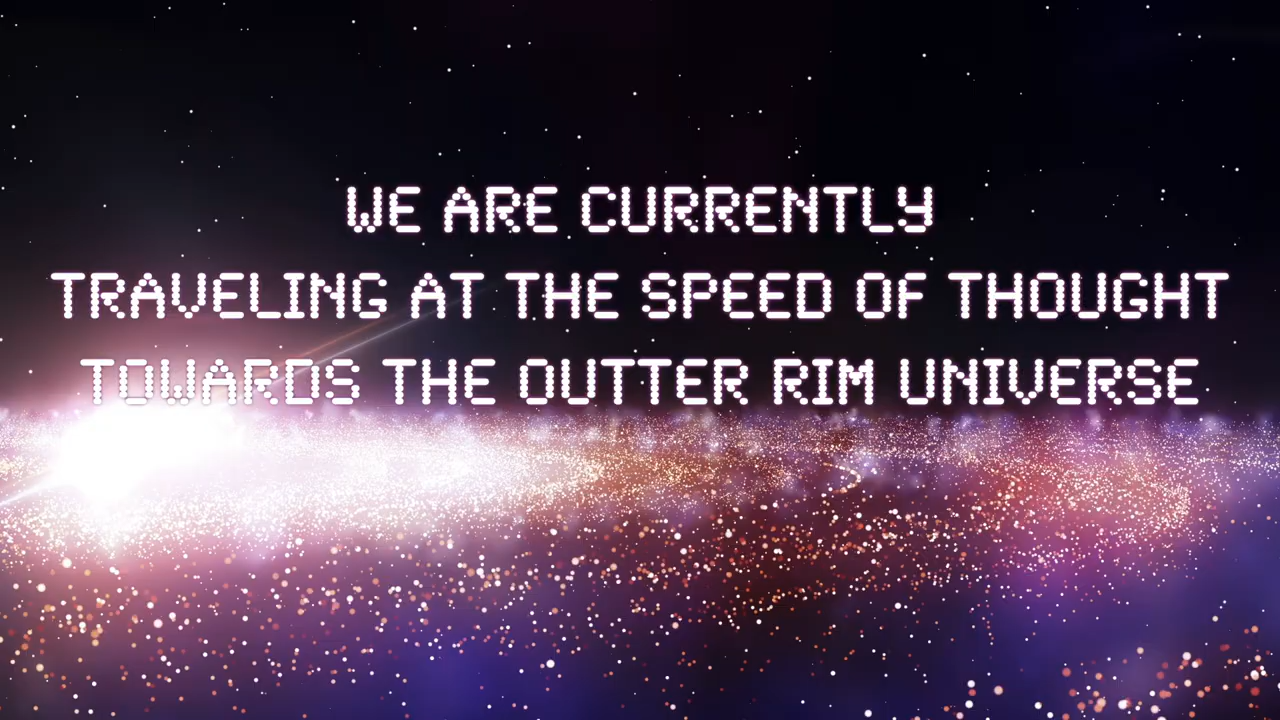 WE ARE CURRENTLY
TRAVELING AT THE SPEED OF THOUGHT
TOWARDS THE OUTTER RIM UNIVERSE